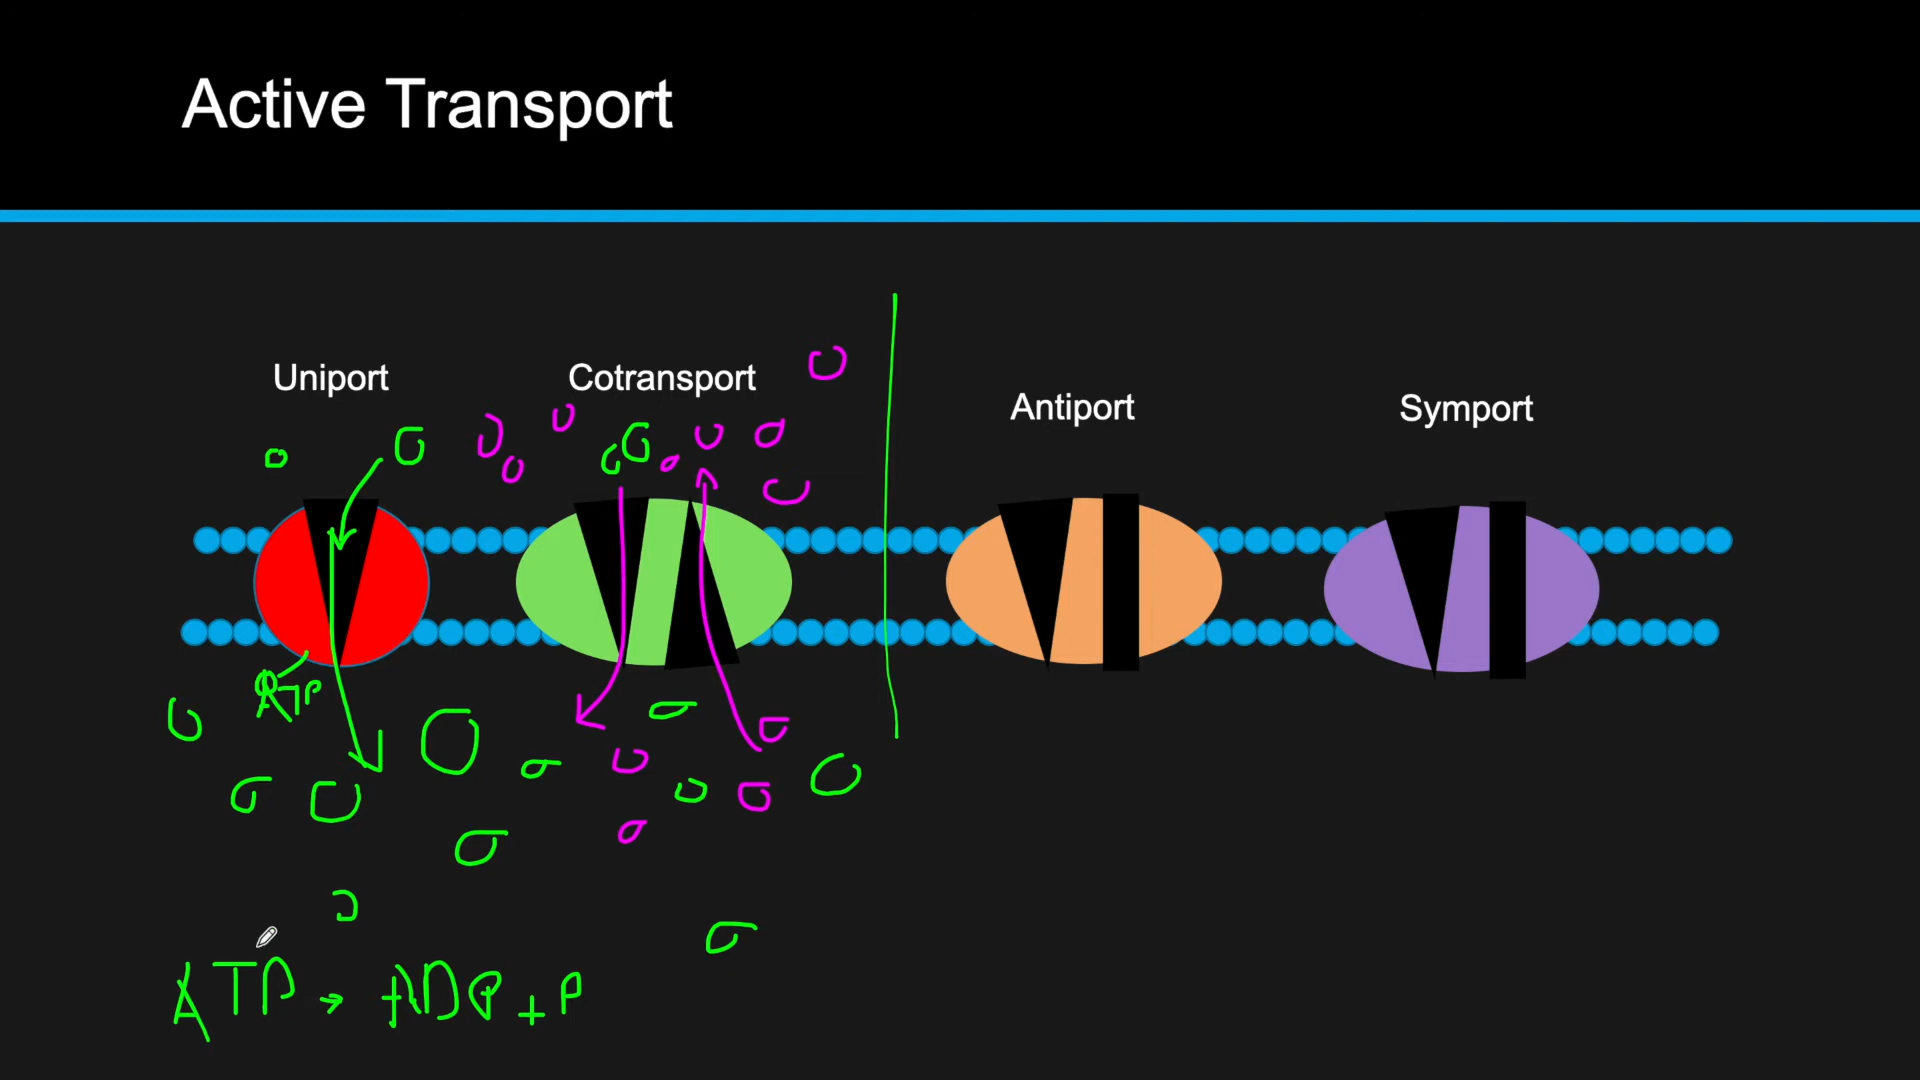 Active Transport
Uniport
Cotransport
Antiport
Symport
ATP
ATP → ADP + P